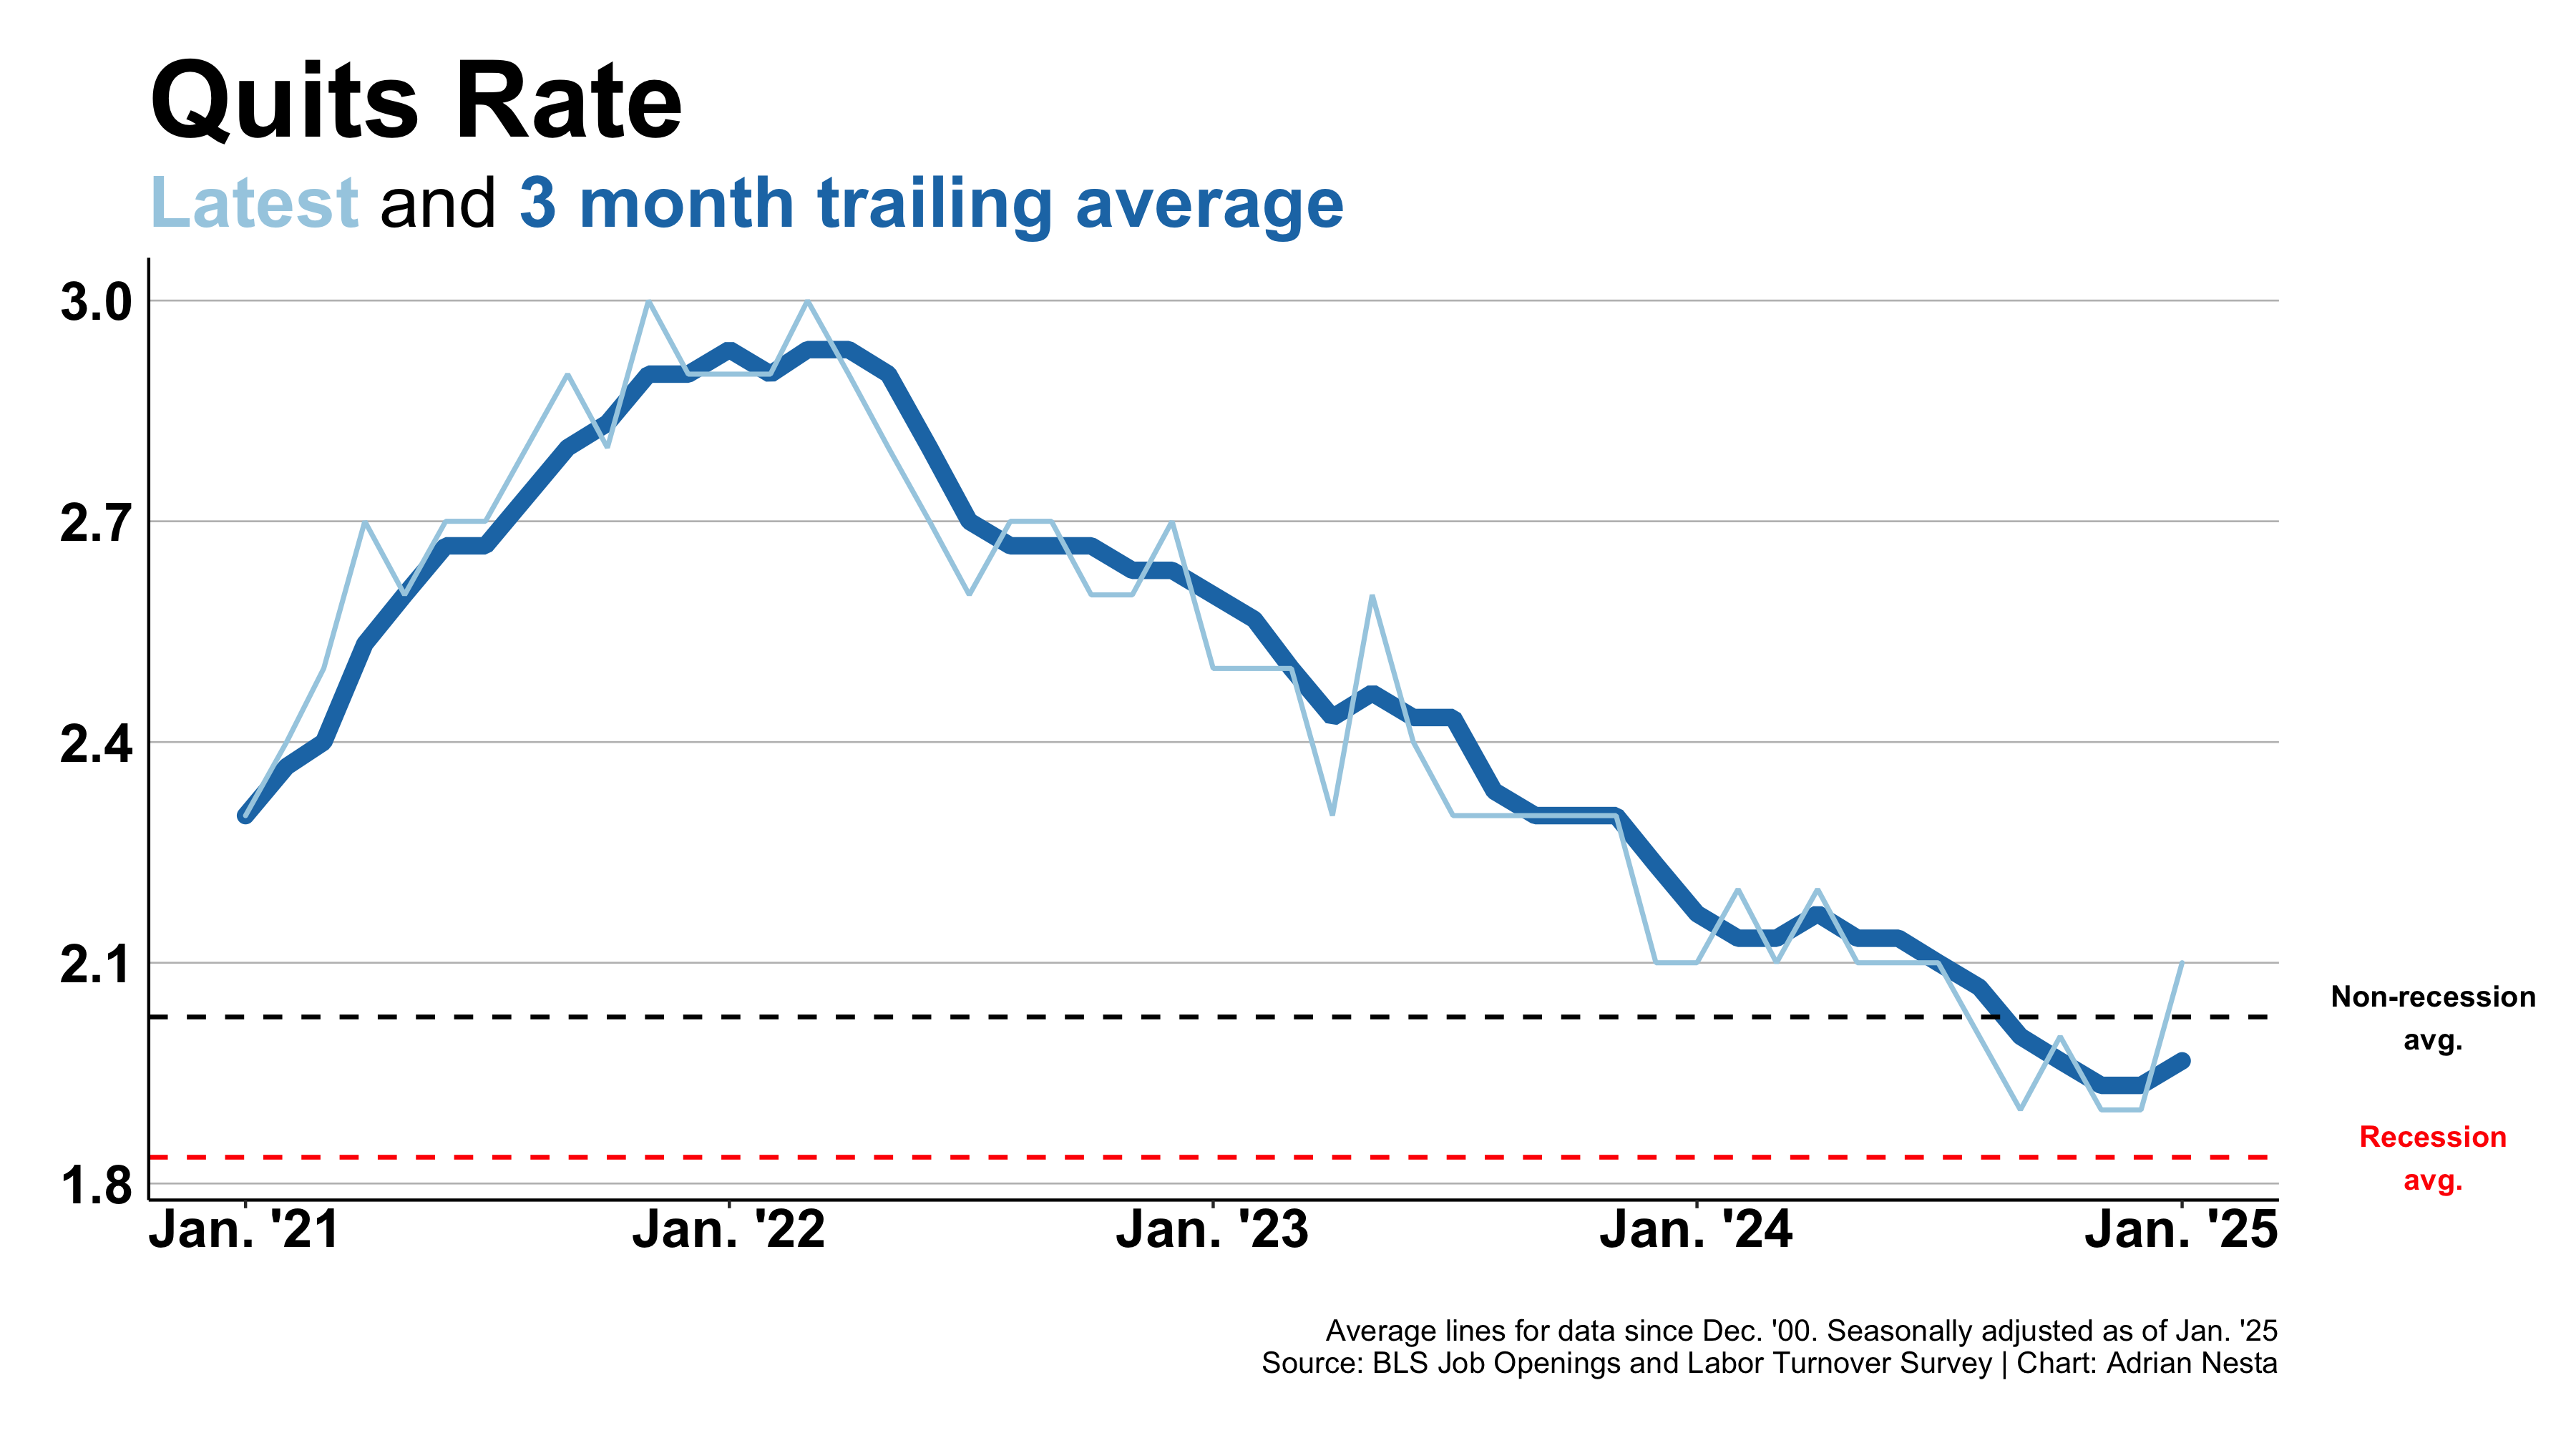 Quits Rate
Latest and 3 month trailing average
3.0
2.7
2.4
2.1
1.8
Non-recession
avg.
Recession
avg.
Jan. '21 Jan. '22 Jan. '23 Jan. '24 Jan. '25
Average lines for data since Dec. '00. Seasonally adjusted as of Jan. '25
Source: BLS Job Openings and Labor Turnover Survey | Chart: Adrian Nesta